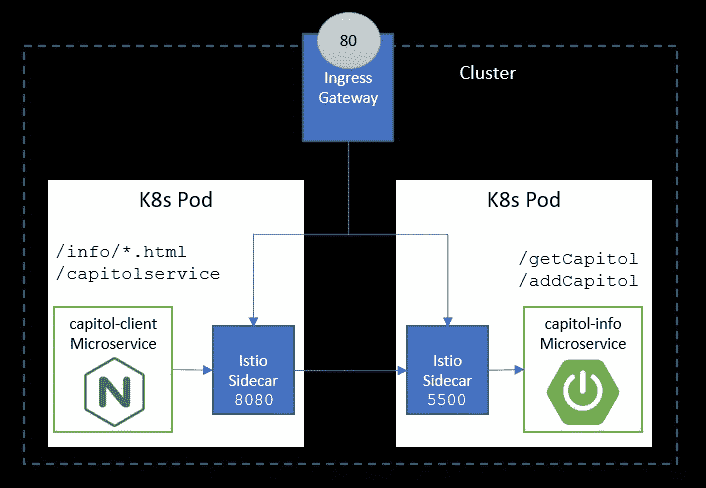 80
Ingress
Gateway
Cluster
K8s Pod
/info/*.html
/capitolservice
capitol-client
Microservice
N
Istio
Sidecar
8080
K8s Pod
/getCapitol
/addCapitol
Istio
Sidecar
5500
capitol-info
Microservice